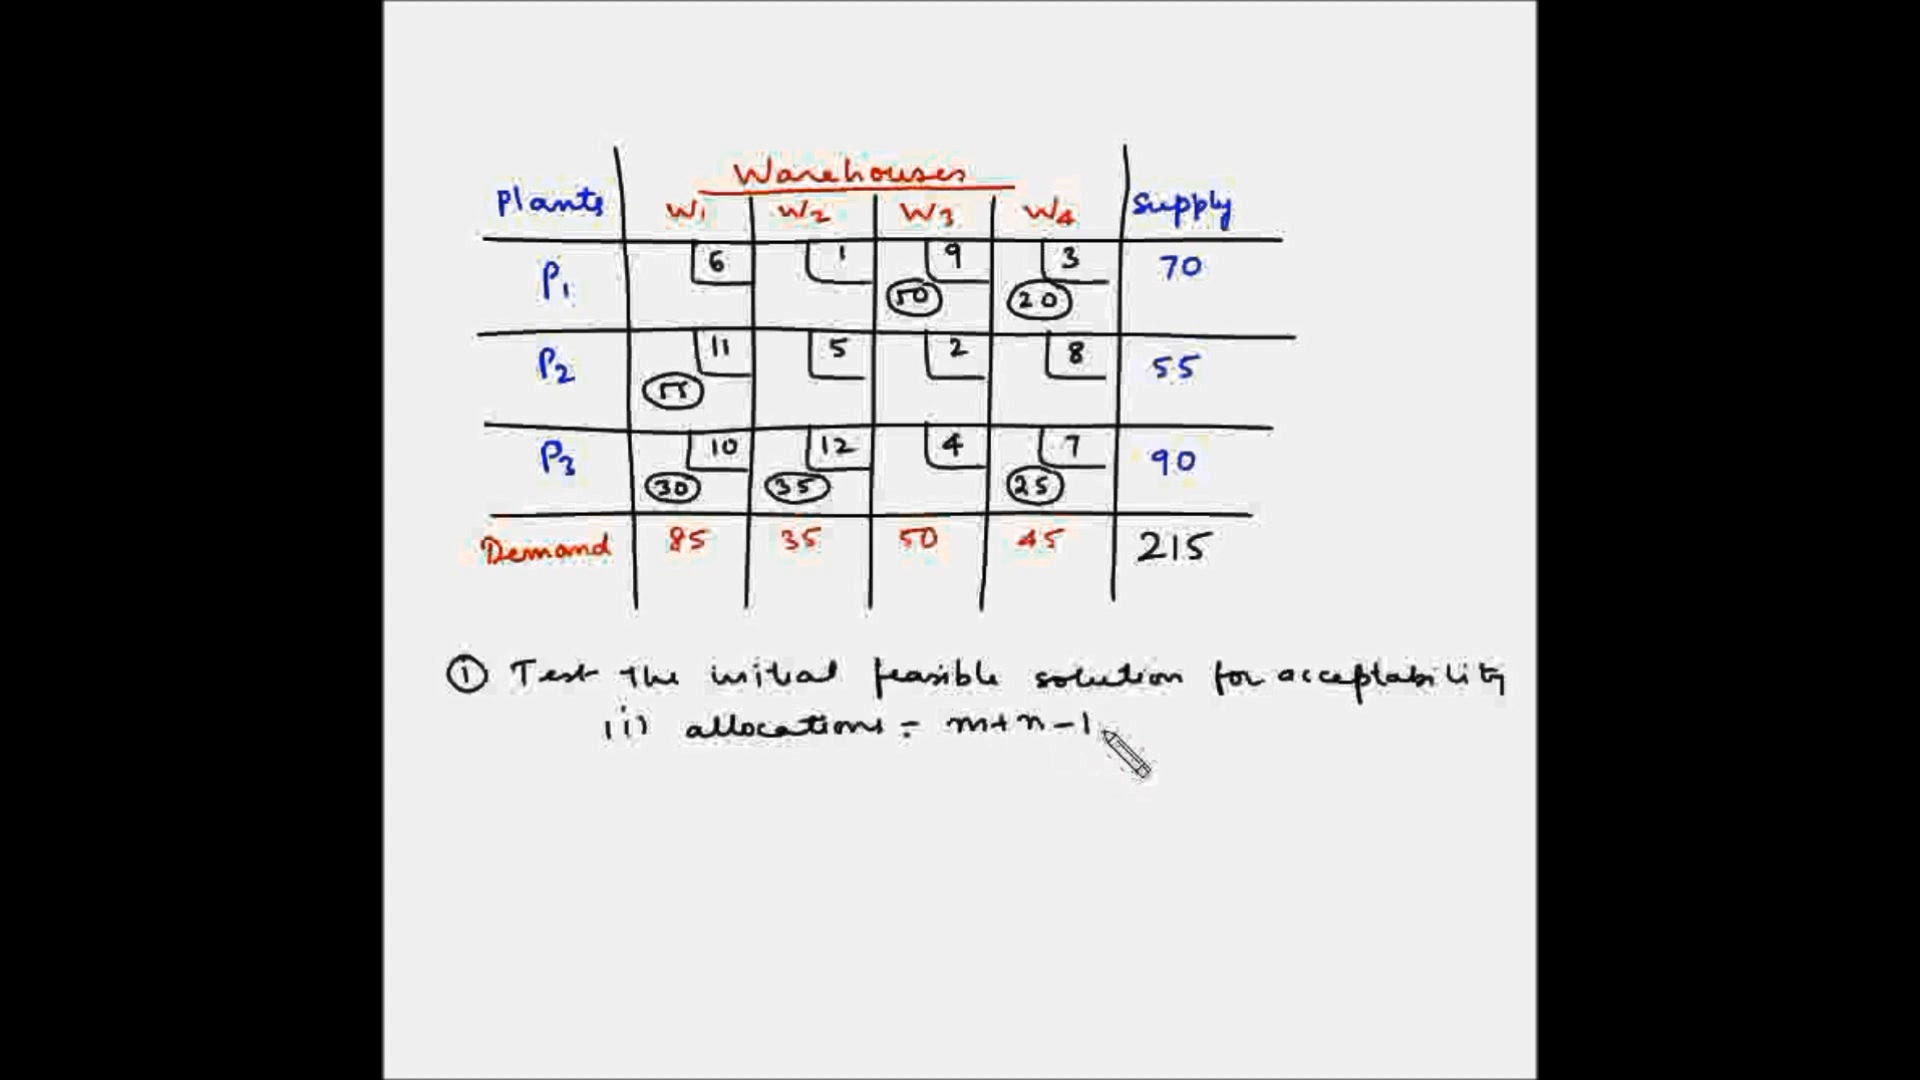 Warehouses
Plants W1 W2 W3 W4 Supply
P1 6 1 9 3 70
50 20
P2 11 5 2 8 55
55
P3 10 12 4 7 90
30 35 25
Demand 85 35 50 45 215
① Test the initial feasible solution for acceptability
(i) allocations = m+n-1